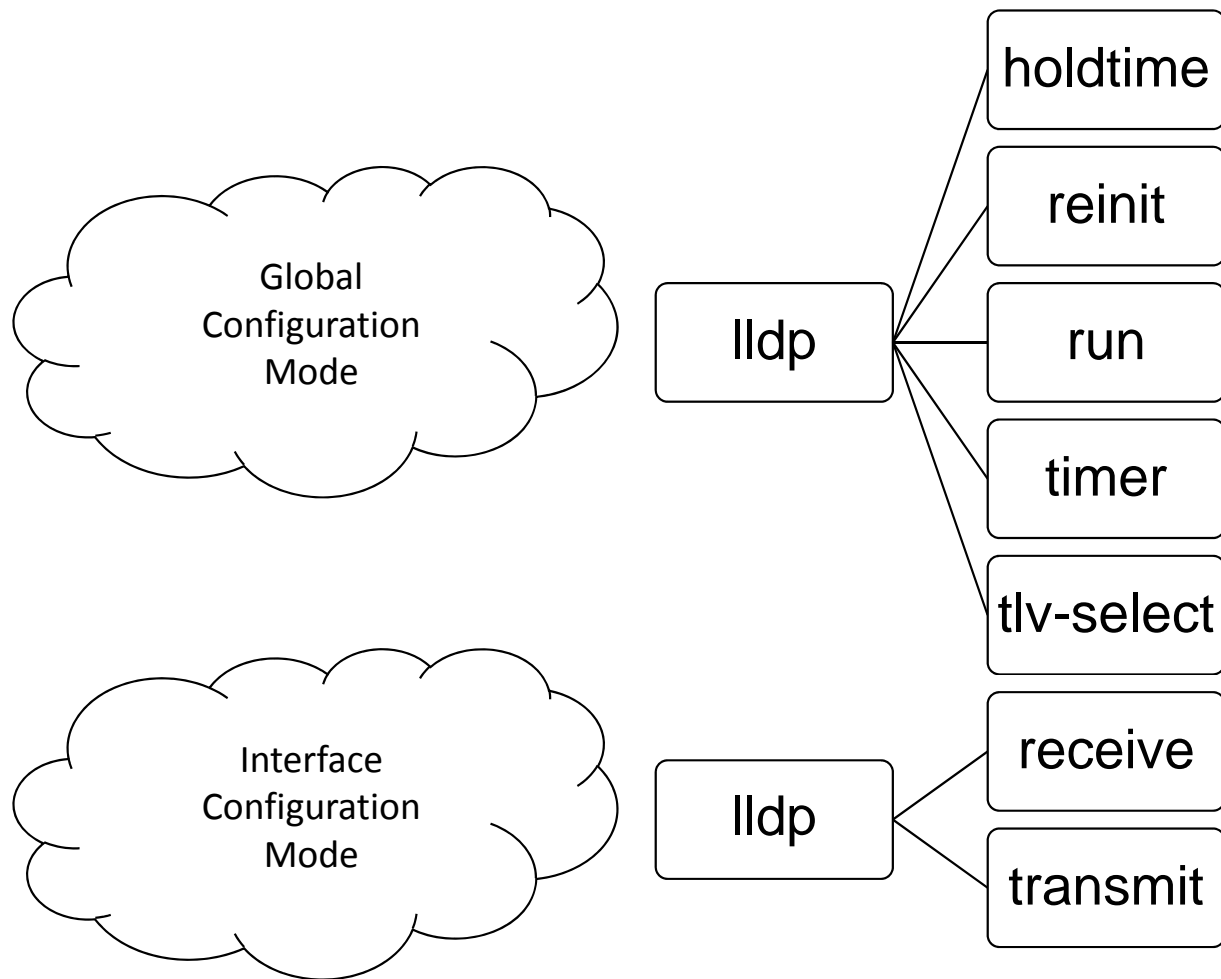 Global
Configuration
Mode
lldp
holdtime
reinit
run
timer
tlv-select
Interface
Configuration
Mode
lldp
receive
transmit